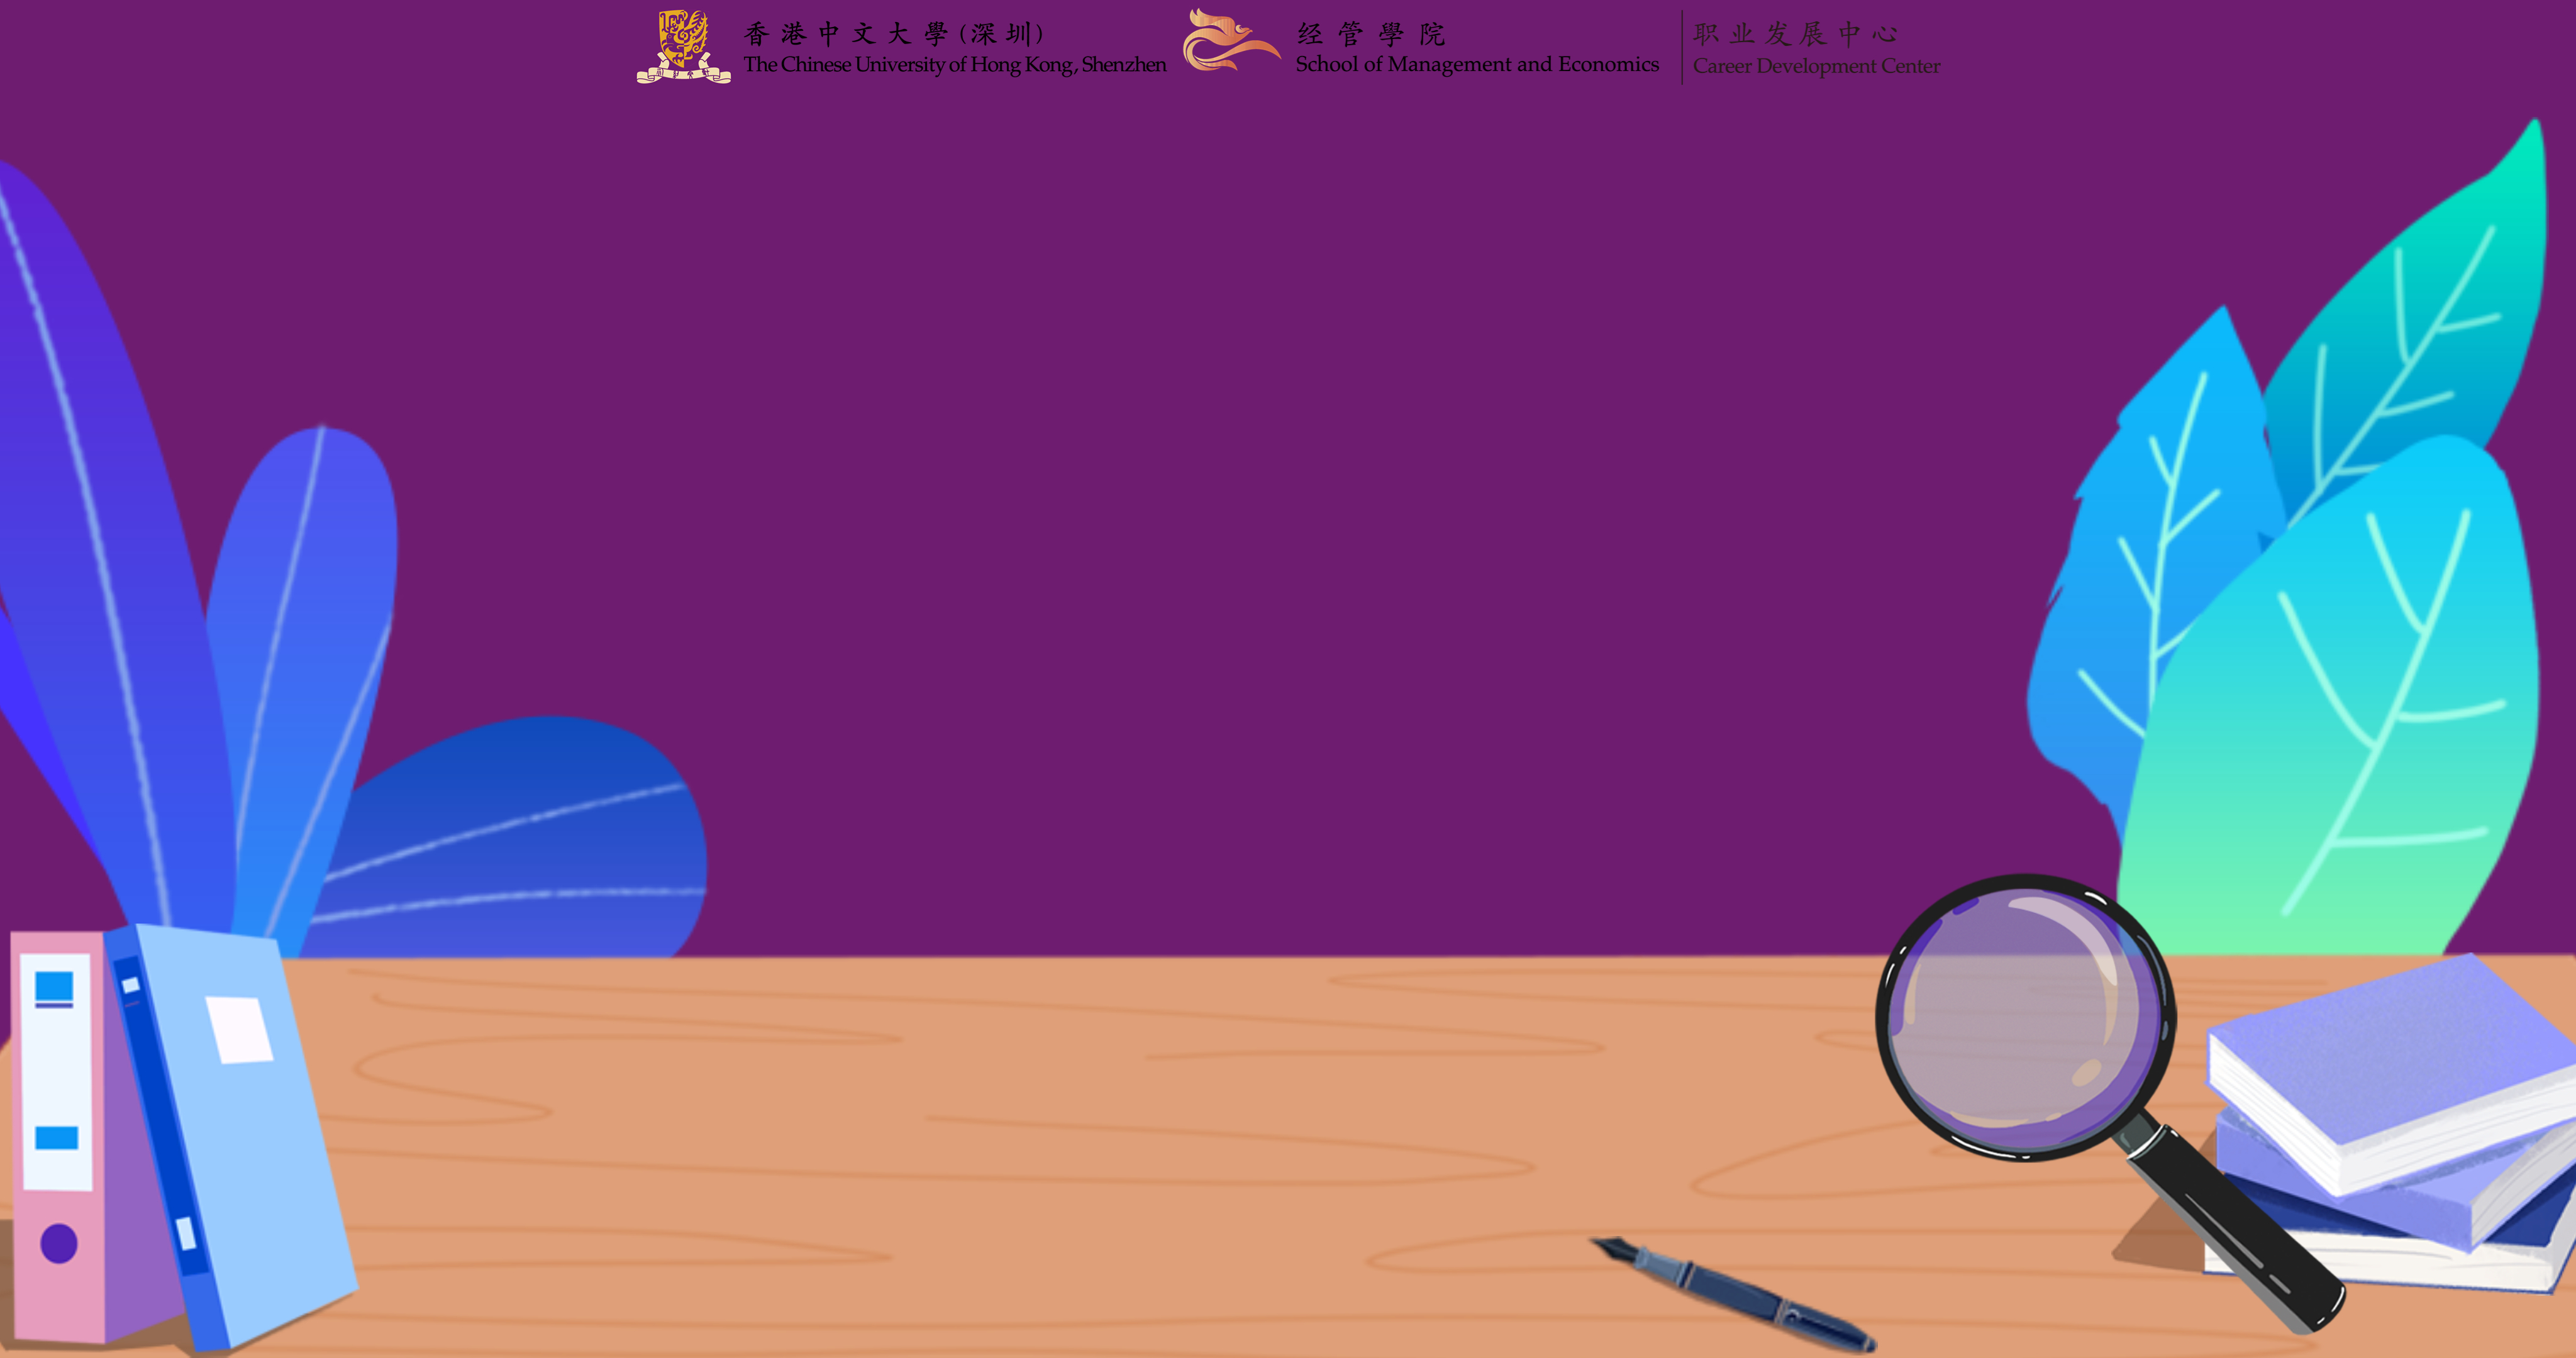 香港中文大學(深圳)
The Chinese University of Hong Kong, Shenzhen
经管學院
School of Management and Economics
职业发展中心
Career Development Center